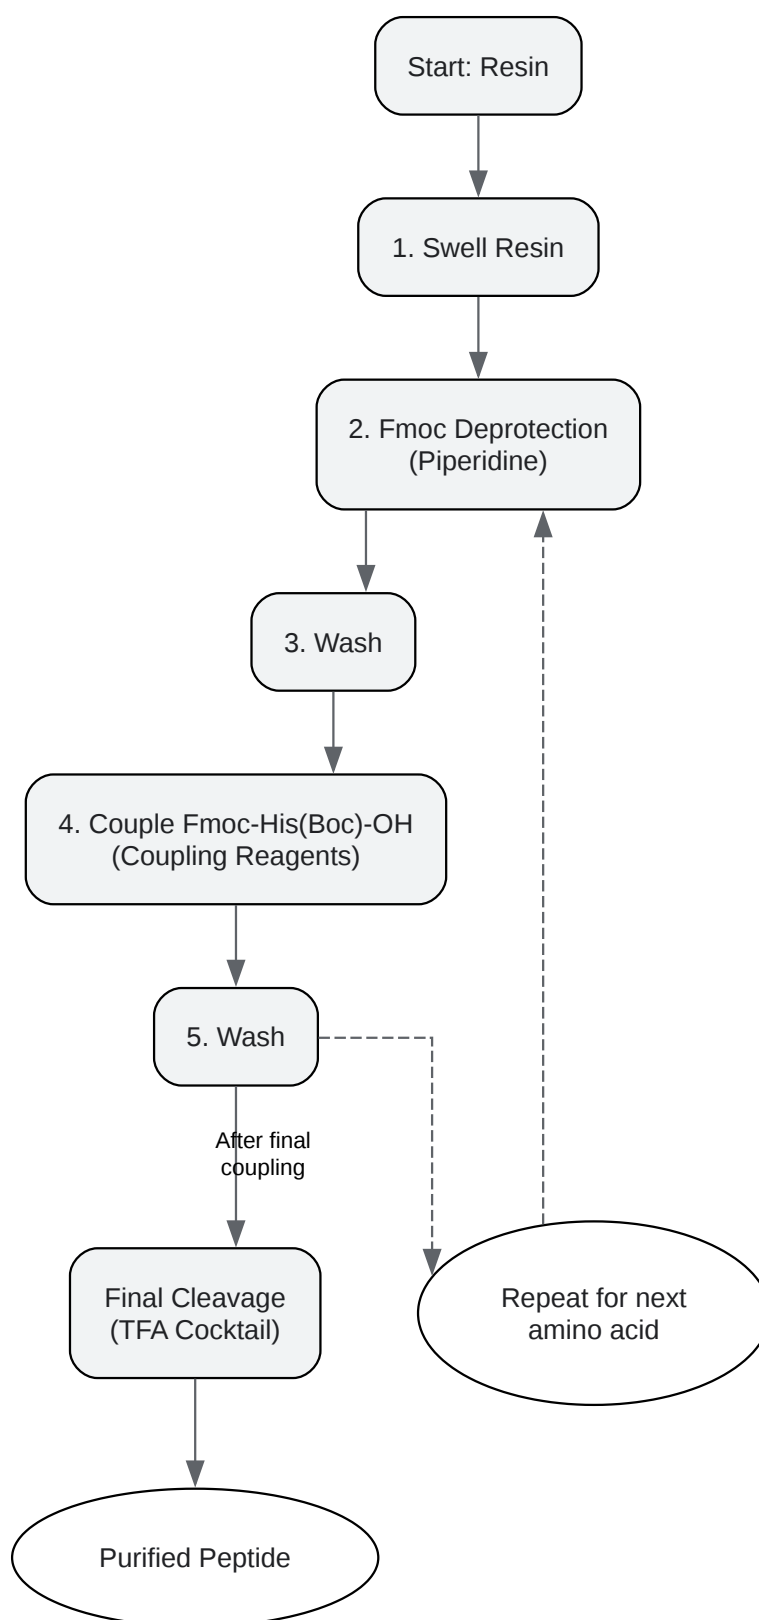 Start: Resin
1. Swell Resin
2. Fmoc Deprotection
(Piperidine)
3. Wash
4. Couple Fmoc-His(Boc)-OH
(Coupling Reagents)
5. Wash
After final
coupling
Final Cleavage
(TFA Cocktail)
Repeat for next
amino acid
Purified Peptide